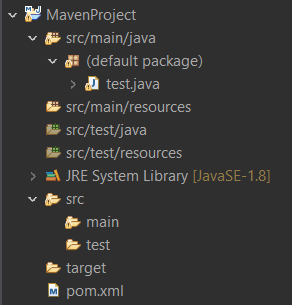 MavenProject
src/main/java
(default package)
test.java
src/main/resources
src/test/java
src/test/resources
JRE System Library [JavaSE-1.8]
src
main
test
target
pom.xml